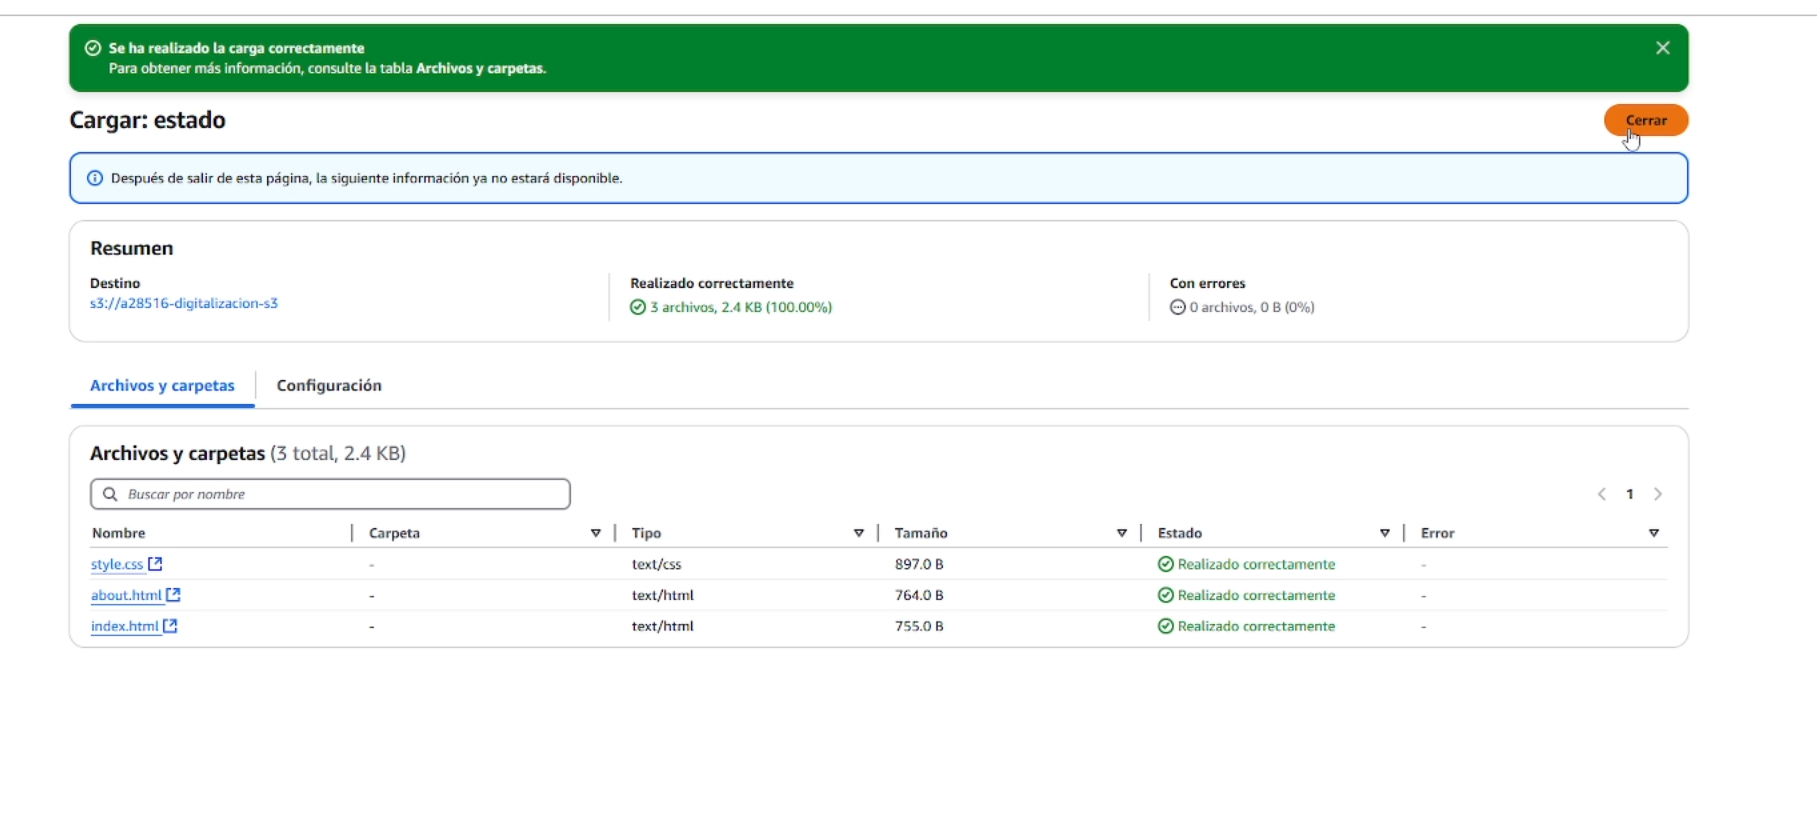 Se ha realizado la carga correctamente
Para obtener más información, consulte la tabla Archivos y carpetas.
Cargar: estado
Cerrar
Después de salir de esta página, la siguiente información ya no estará disponible.
Resumen
Destino
s3://a28516-digitalizacion-s3
Realizado correctamente
3 archivos, 2.4 KB (100.00%)
Con errores
0 archivos, 0 B (0%)
Archivos y carpetas
Configuración
Archivos y carpetas (3 total, 2.4 KB)
Buscar por nombre
1
Nombre Carpeta Tipo Tamaño Estado Error
style.css - text/css 897.0 B Realizado correctamente -
about.html - text/html 764.0 B Realizado correctamente -
index.html - text/html 755.0 B Realizado correctamente -